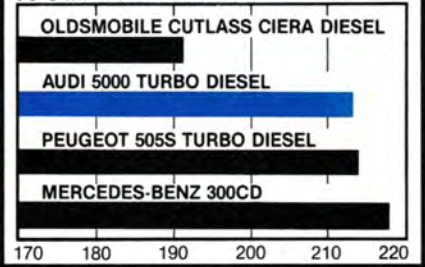 OLDSMOBILE CUTLASS CIERA DIESEL
AUDI 5000 TURBO DIESEL
PEUGEOT 505S TURBO DIESEL
MERCEDES-BENZ 300CD
170 180 190 200 210 220